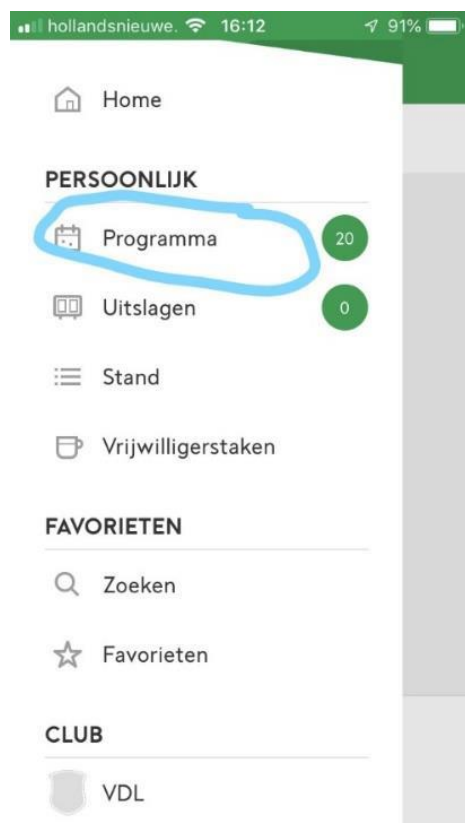 hollandsnieuwe. 16:12 91%
Home
PERSOONLIJK
Programma 20
Uitslagen 0
Stand
Vrijwilligerstaken
FAVORIETEN
Zoeken
Favorieten
CLUB
VDL